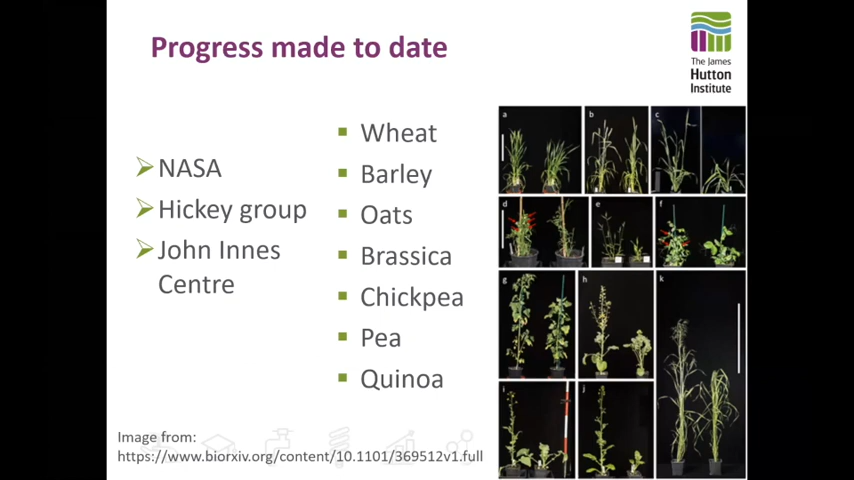 Progress made to date
The James
Hutton
Institute
NASA
Hickey group
John Innes
Centre
Wheat
Barley
Oats
Brassica
Chickpea
Pea
Quinoa
a
b
c
d
e
f
g
h
k
i
j
Image from:
https://www.biorxiv.org/content/10.1101/369512v1.full